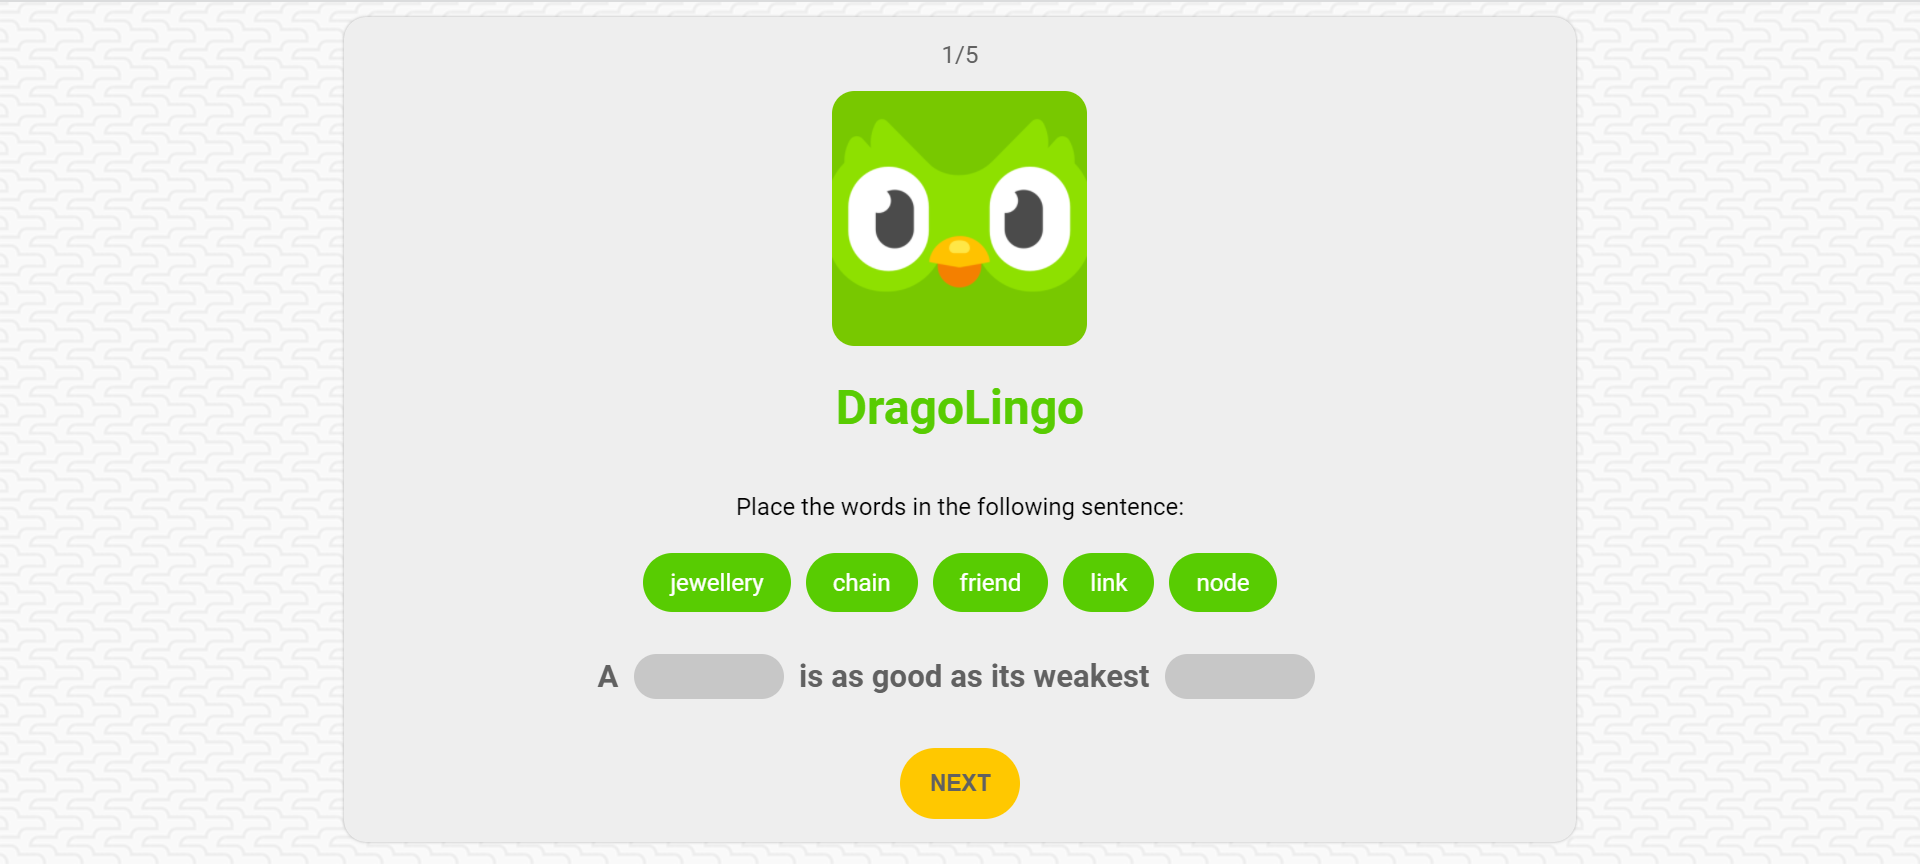 1/5
DragoLingo
Place the words in the following sentence:
jewellery chain friend link node
A is as good as its weakest
NEXT